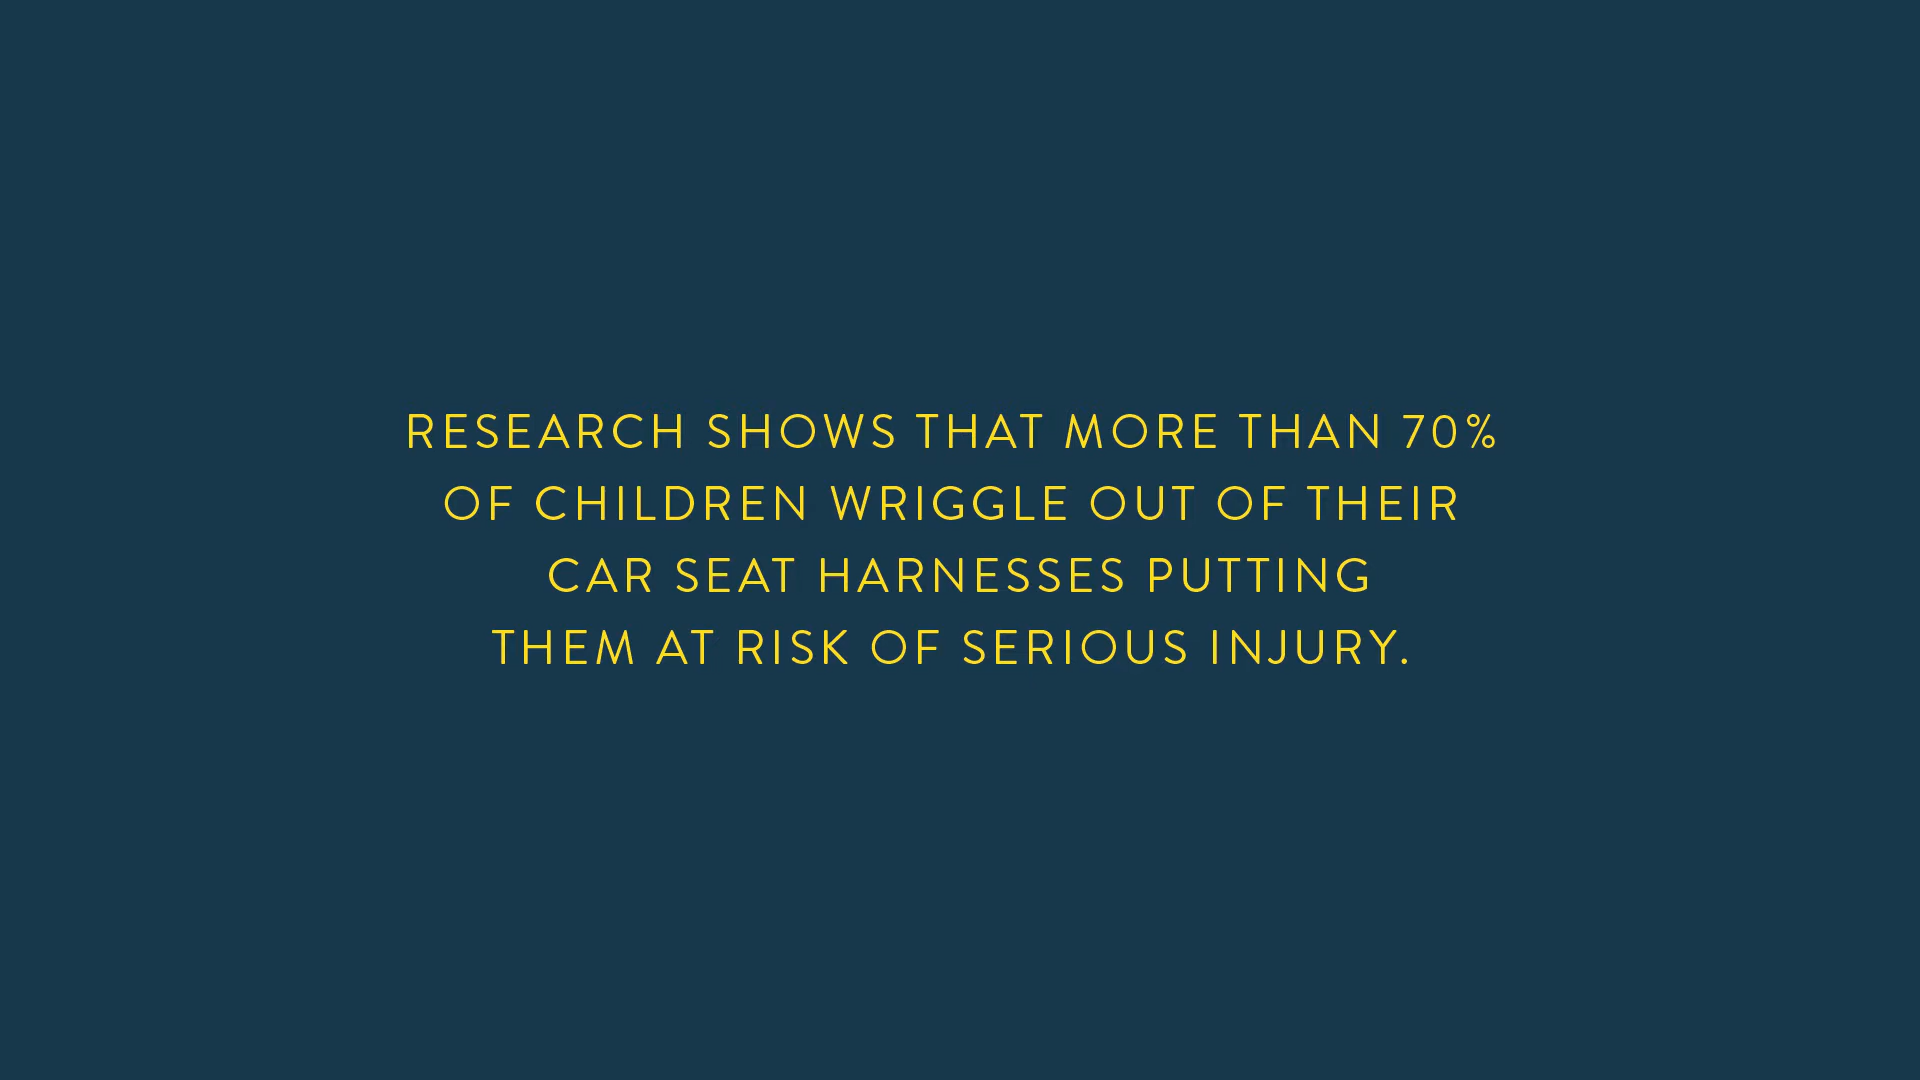 RESEARCH SHOWS THAT MORE THAN 70%
OF CHILDREN WRIGGLE OUT OF THEIR
CAR SEAT HARNESSES PUTTING
THEM AT RISK OF SERIOUS INJURY.